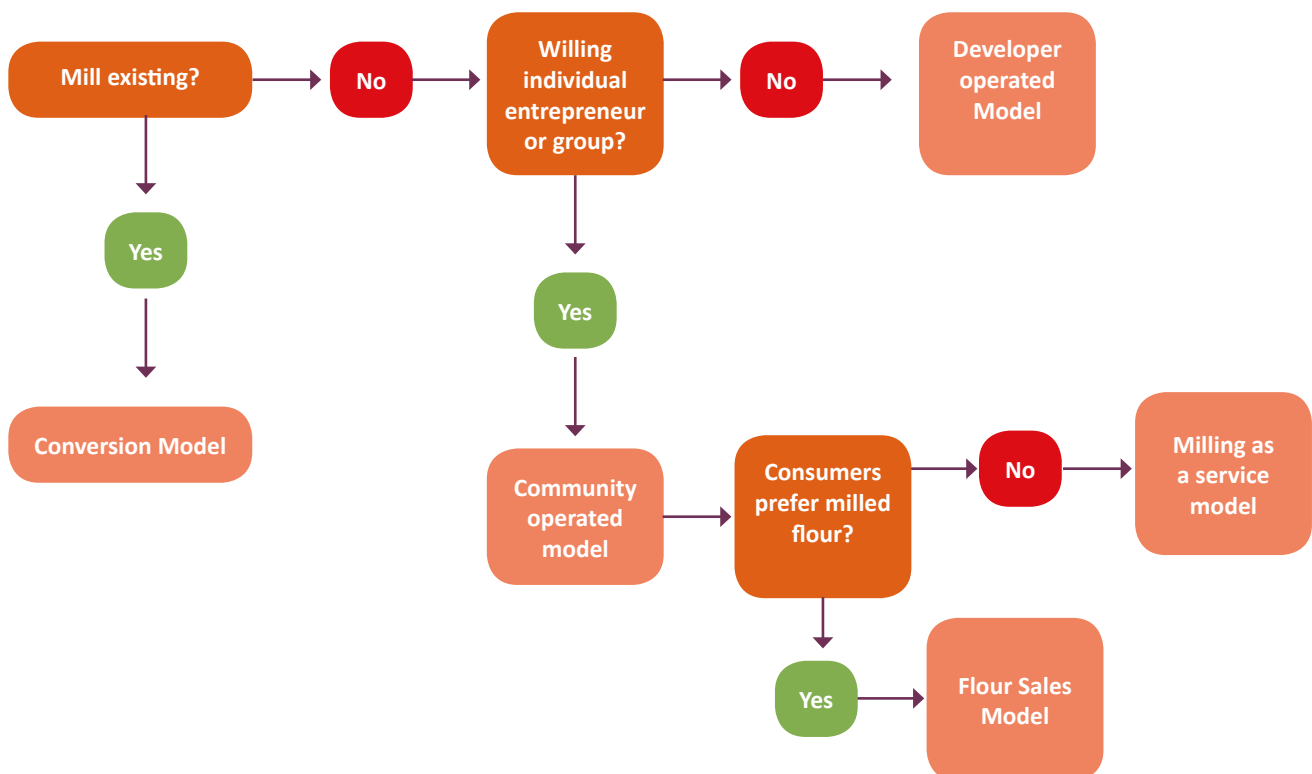 Mill existing?
No
Willing
individual
entrepreneur
or group?
No
Developer
operated
Model
Yes
Yes
Conversion Model
Community
operated
model
Consumers
prefer milled
flour?
No
Milling as
a service
model
Yes
Flour Sales
Model